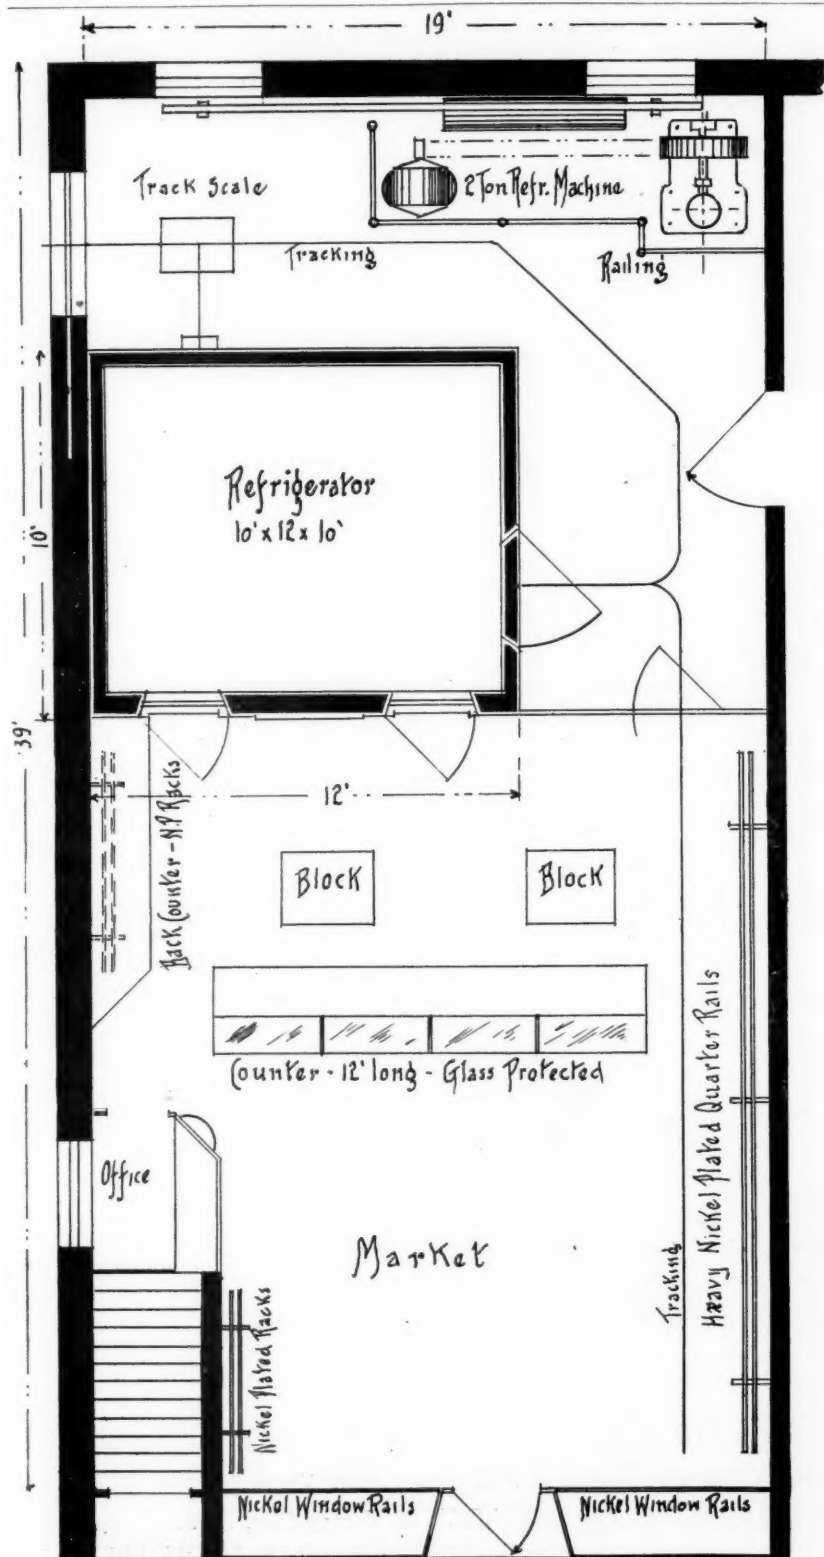 19'
Track Scale
2 Ton Refr. Machine
Tracking
Railing
Refrigerator
10' x 12 x 10'
10'
39'
12'
Back Counter - N.P. Racks
Block
Block
Counter - 12' long - Glass Protected
Heavy Nickel Plated Quarter Rails
Office
Market
Tracking
Nickel Plated Racks
Nickel Window Rails
Nickel Window Rails